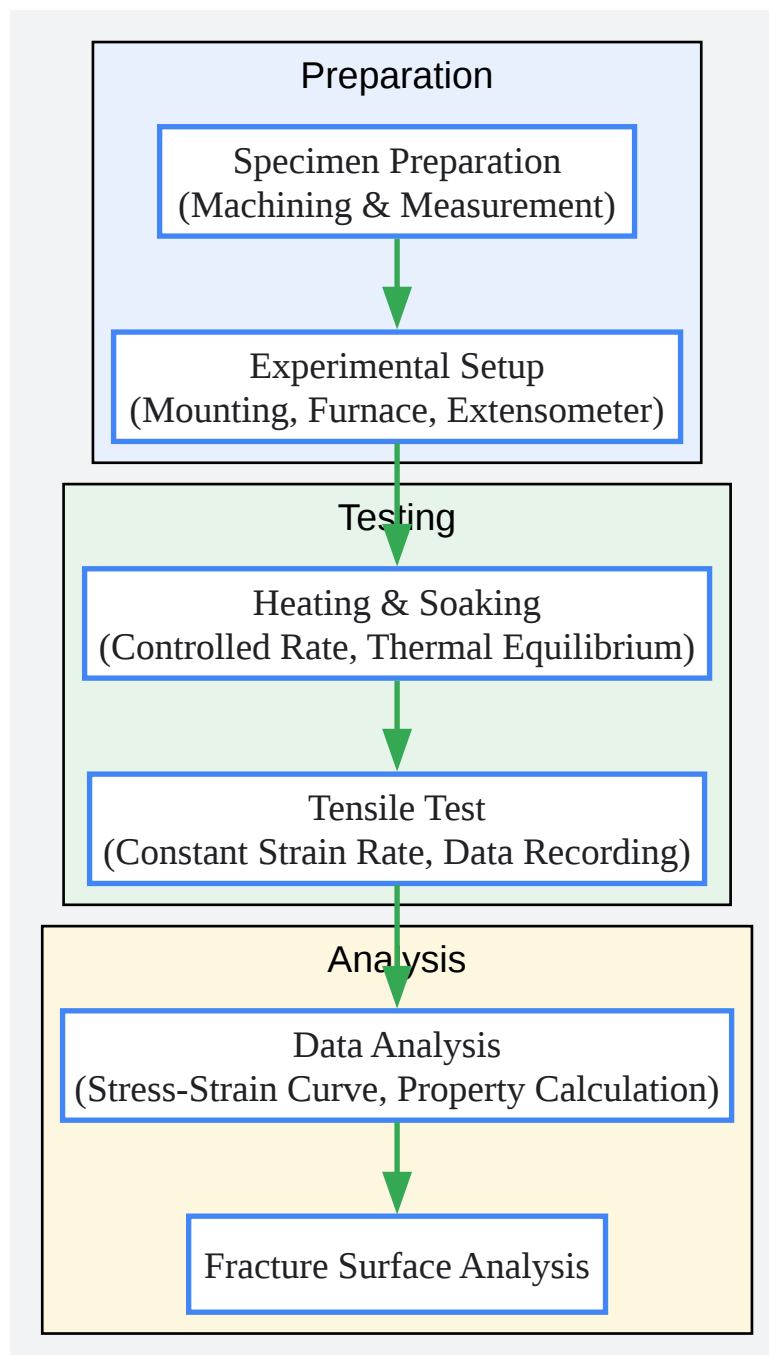 Preparation
Specimen Preparation
(Machining & Measurement)
Experimental Setup
(Mounting, Furnace, Extensometer)
Testing
Heating & Soaking
(Controlled Rate, Thermal Equilibrium)
Tensile Test
(Constant Strain Rate, Data Recording)
Analysis
Data Analysis
(Stress-Strain Curve, Property Calculation)
Fracture Surface Analysis